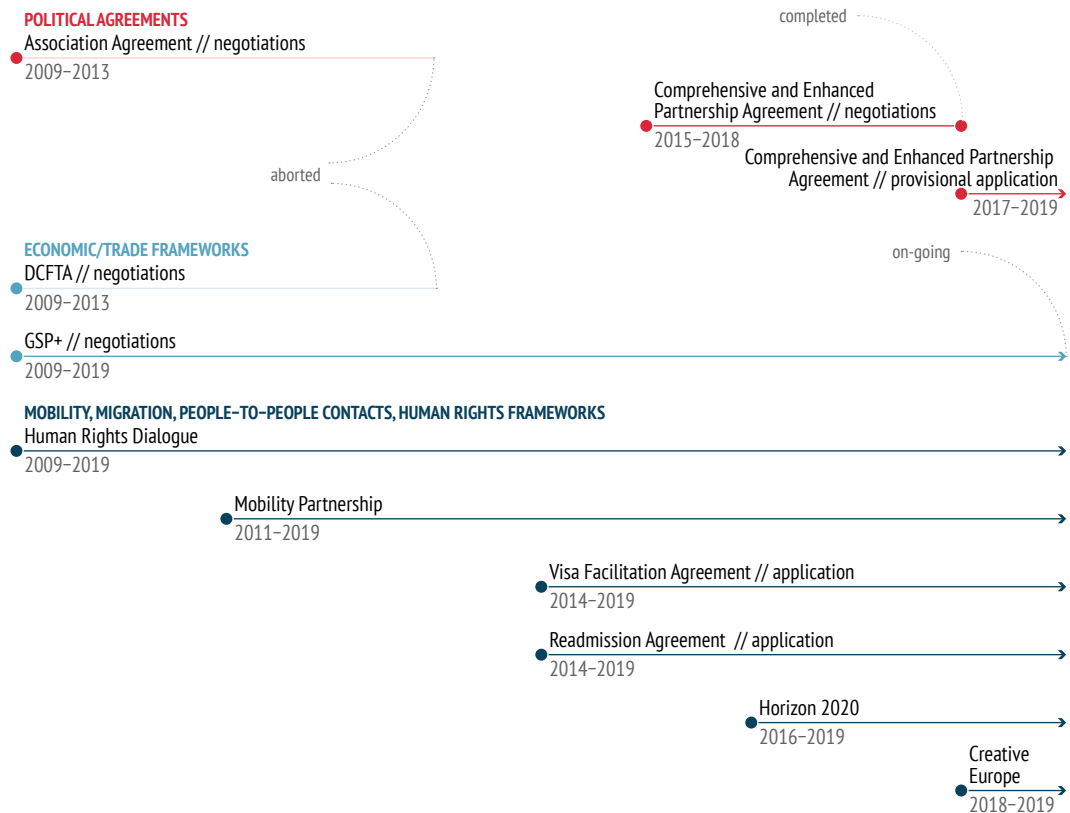 POLITICAL AGREEMENTS
Association Agreement // negotiations
2009–2013
completed
Comprehensive and Enhanced
Partnership Agreement // negotiations
2015–2018
Comprehensive and Enhanced Partnership
Agreement // provisional application
2017–2019
aborted
ECONOMIC/TRADE FRAMEWORKS
DCFTA // negotiations
2009–2013
on-going
GSP+ // negotiations
2009–2019
MOBILITY, MIGRATION, PEOPLE–TO–PEOPLE CONTACTS, HUMAN RIGHTS FRAMEWORKS
Human Rights Dialogue
2009–2019
Mobility Partnership
2011–2019
Visa Facilitation Agreement // application
2014–2019
Readmission Agreement // application
2014–2019
Horizon 2020
2016–2019
Creative
Europe
2018–2019